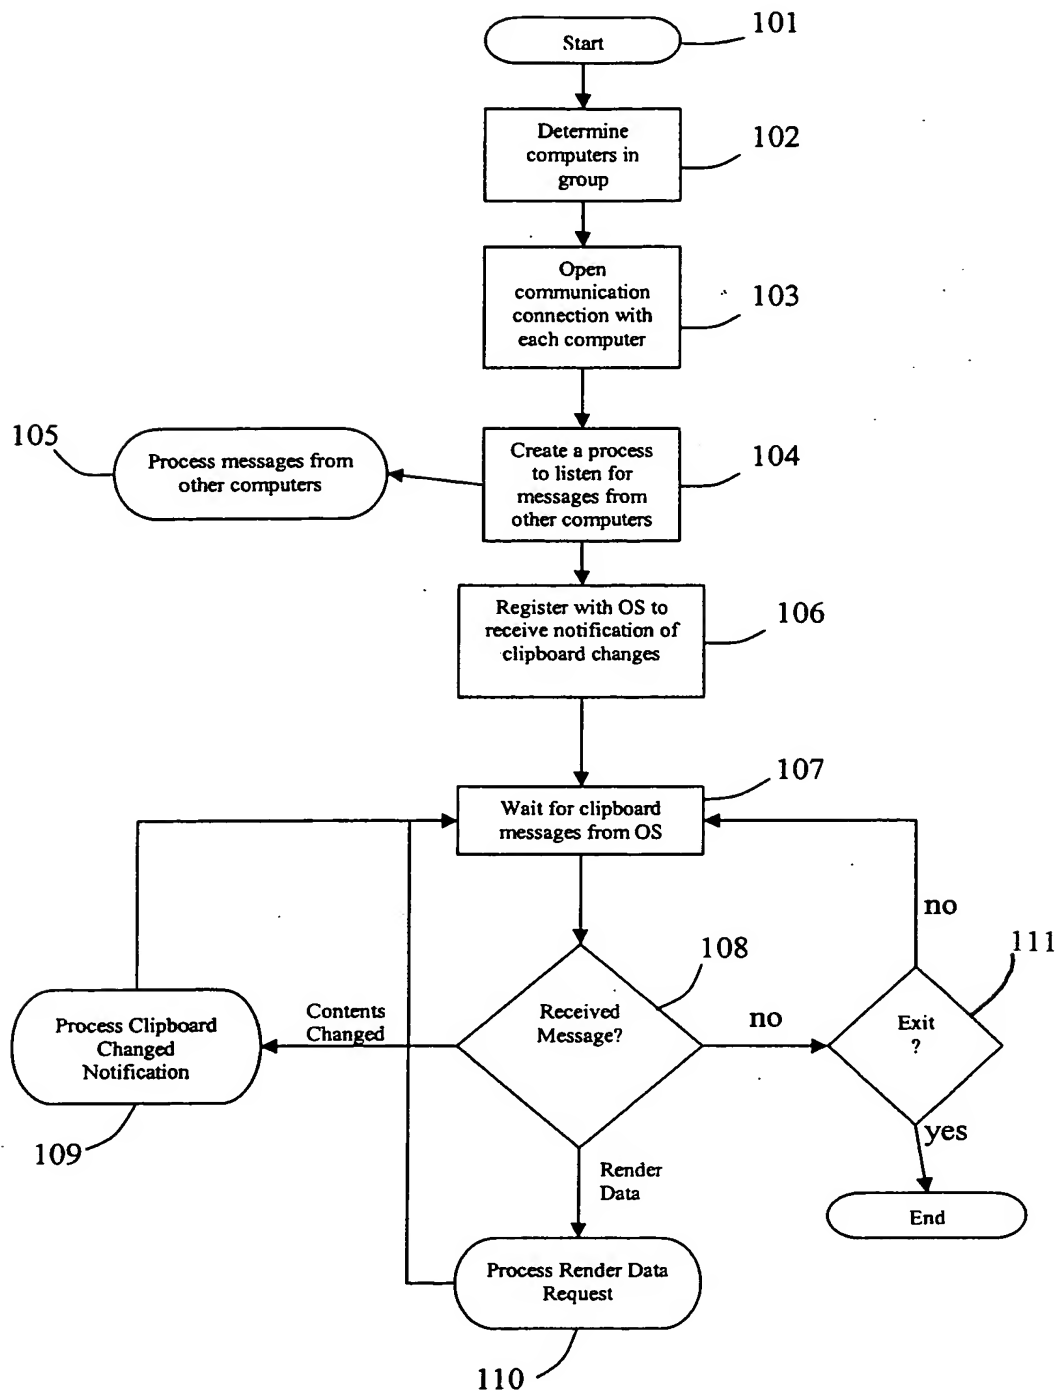 101
Start
Determine
computers in
group
102
Open
communication
connection with
each computer
103
105
Process messages from
other computers
Create a process
to listen for
messages from
other computers
104
Register with OS to
receive notification of
clipboard changes
106
107
Wait for clipboard
messages from OS
no
108
111
Contents
Changed
Received
Message?
no
Exit
?
Process Clipboard
Changed
Notification
109
yes
Render
Data
End
Process Render Data
Request
110